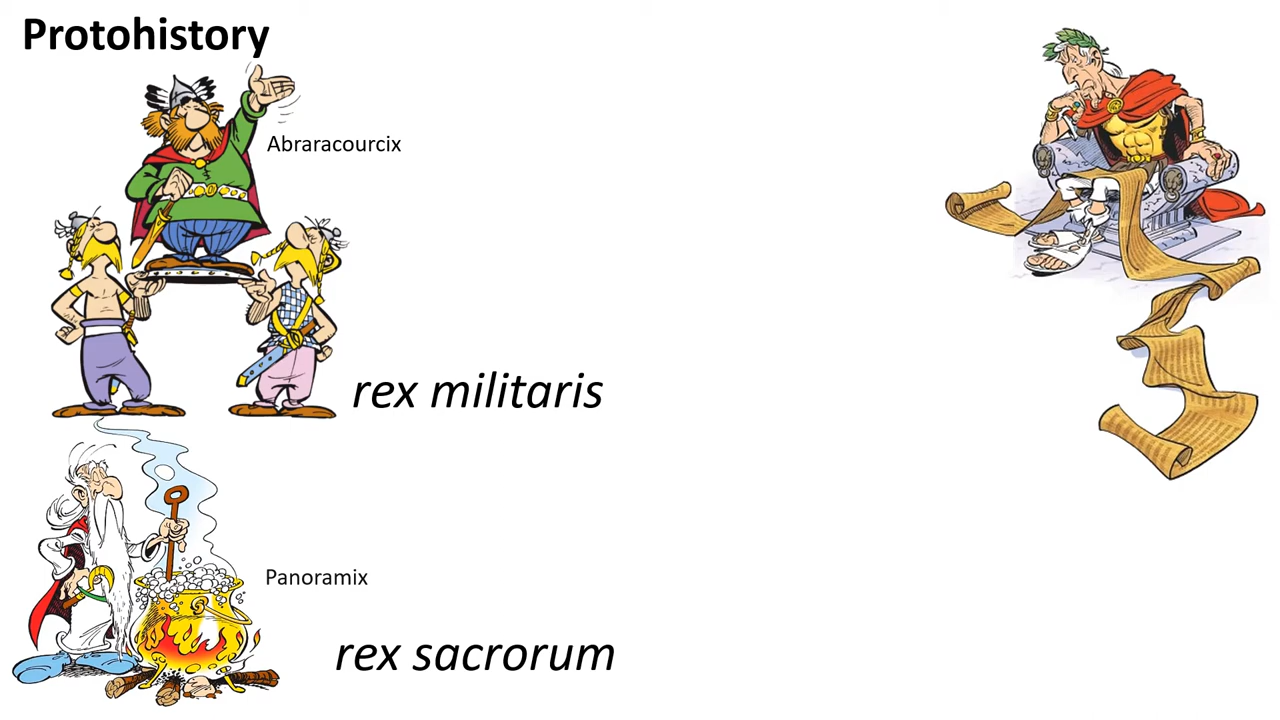 Protohistory
Abraracourcix
rex militaris
Panoramix
rex sacrorum